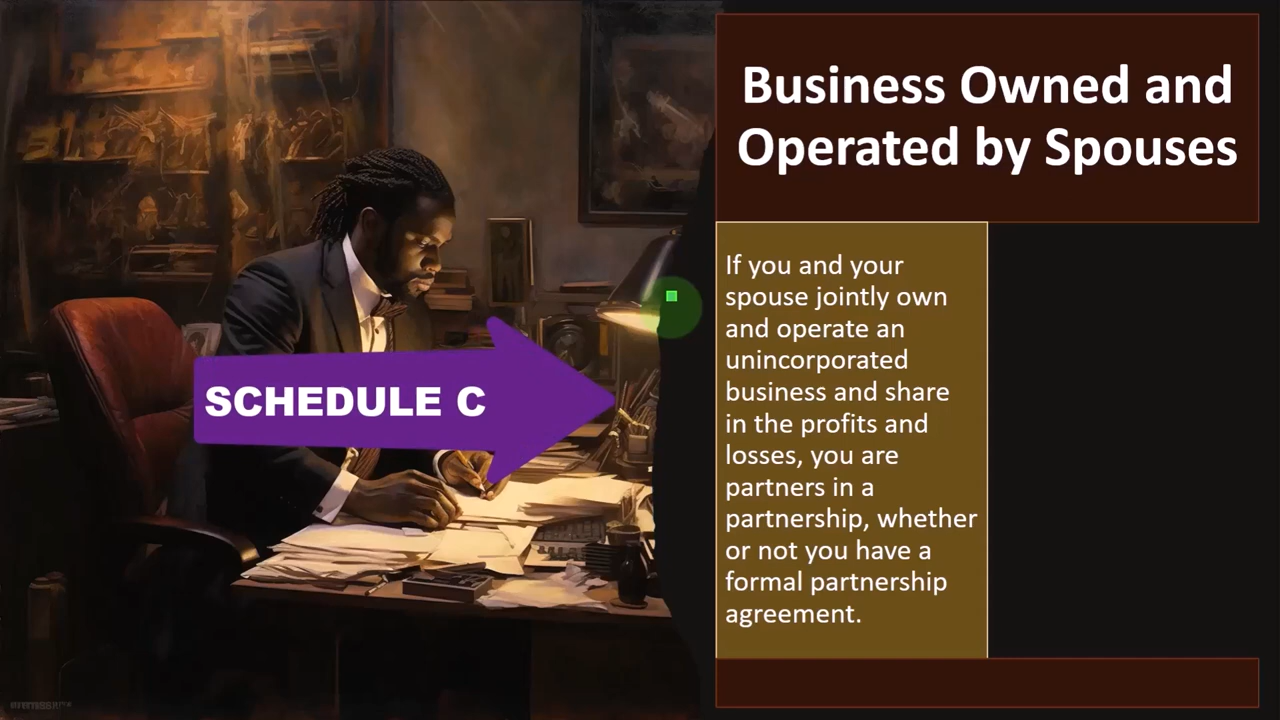 Business Owned and
Operated by Spouses
SCHEDULE C
If you and your
spouse jointly own
and operate an
unincorporated
business and share
in the profits and
losses, you are
partners in a
partnership, whether
or not you have a
formal partnership
agreement.